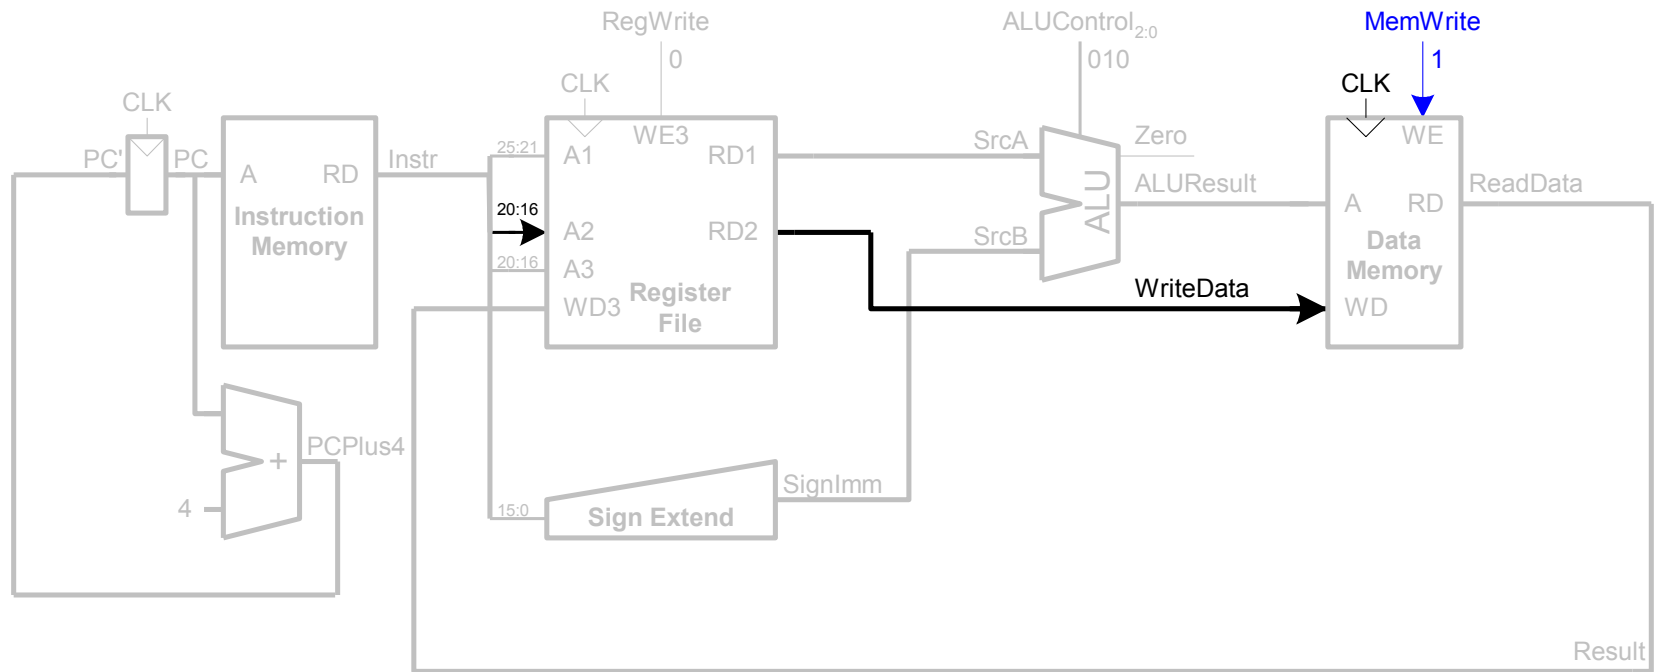 RegWrite
ALUControl2:0
MemWrite
0
010
1
CLK
CLK
CLK
WE3
Zero
WE
PC'
PC
A
RD
Instr
25:21
A1
RD1
SrcA
ALU
ALUResult
A
RD
ReadData
Instruction
Memory
20:16
A2
RD2
SrcB
Data
Memory
20:16
A3
WD3
Register
File
WriteData
WD
+
PCPlus4
4
15:0
Sign Extend
SignImm
Result